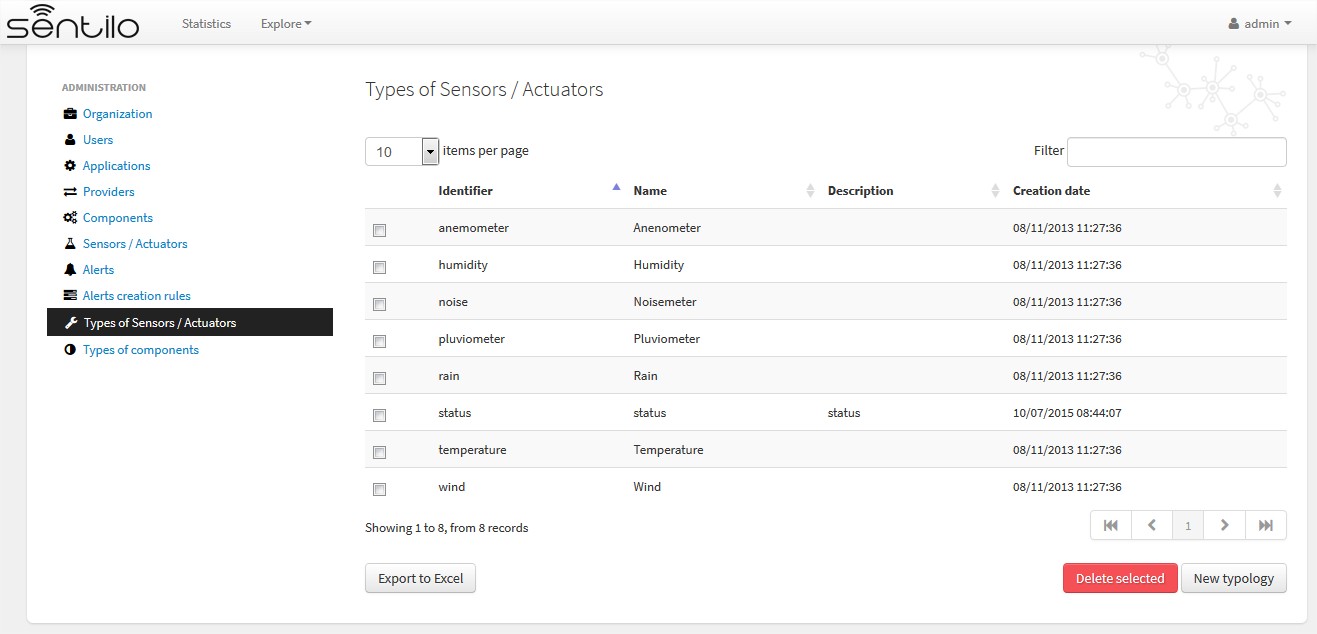 sentilo Statistics Explore admin
ADMINISTRATION
Organization
Users
Applications
Providers
Components
Sensors / Actuators
Alerts
Alerts creation rules
Types of Sensors / Actuators
Types of components
Types of Sensors / Actuators
10 items per page Filter
Identifier Name Description Creation date
anemometer Anenometer 08/11/2013 11:27:36
humidity Humidity 08/11/2013 11:27:36
noise Noisemeter 08/11/2013 11:27:36
pluviometer Pluviometer 08/11/2013 11:27:36
rain Rain 08/11/2013 11:27:36
status status status 10/07/2015 08:44:07
temperature Temperature 08/11/2013 11:27:36
wind Wind 08/11/2013 11:27:36
Showing 1 to 8, from 8 records 1
Export to Excel Delete selected New typology